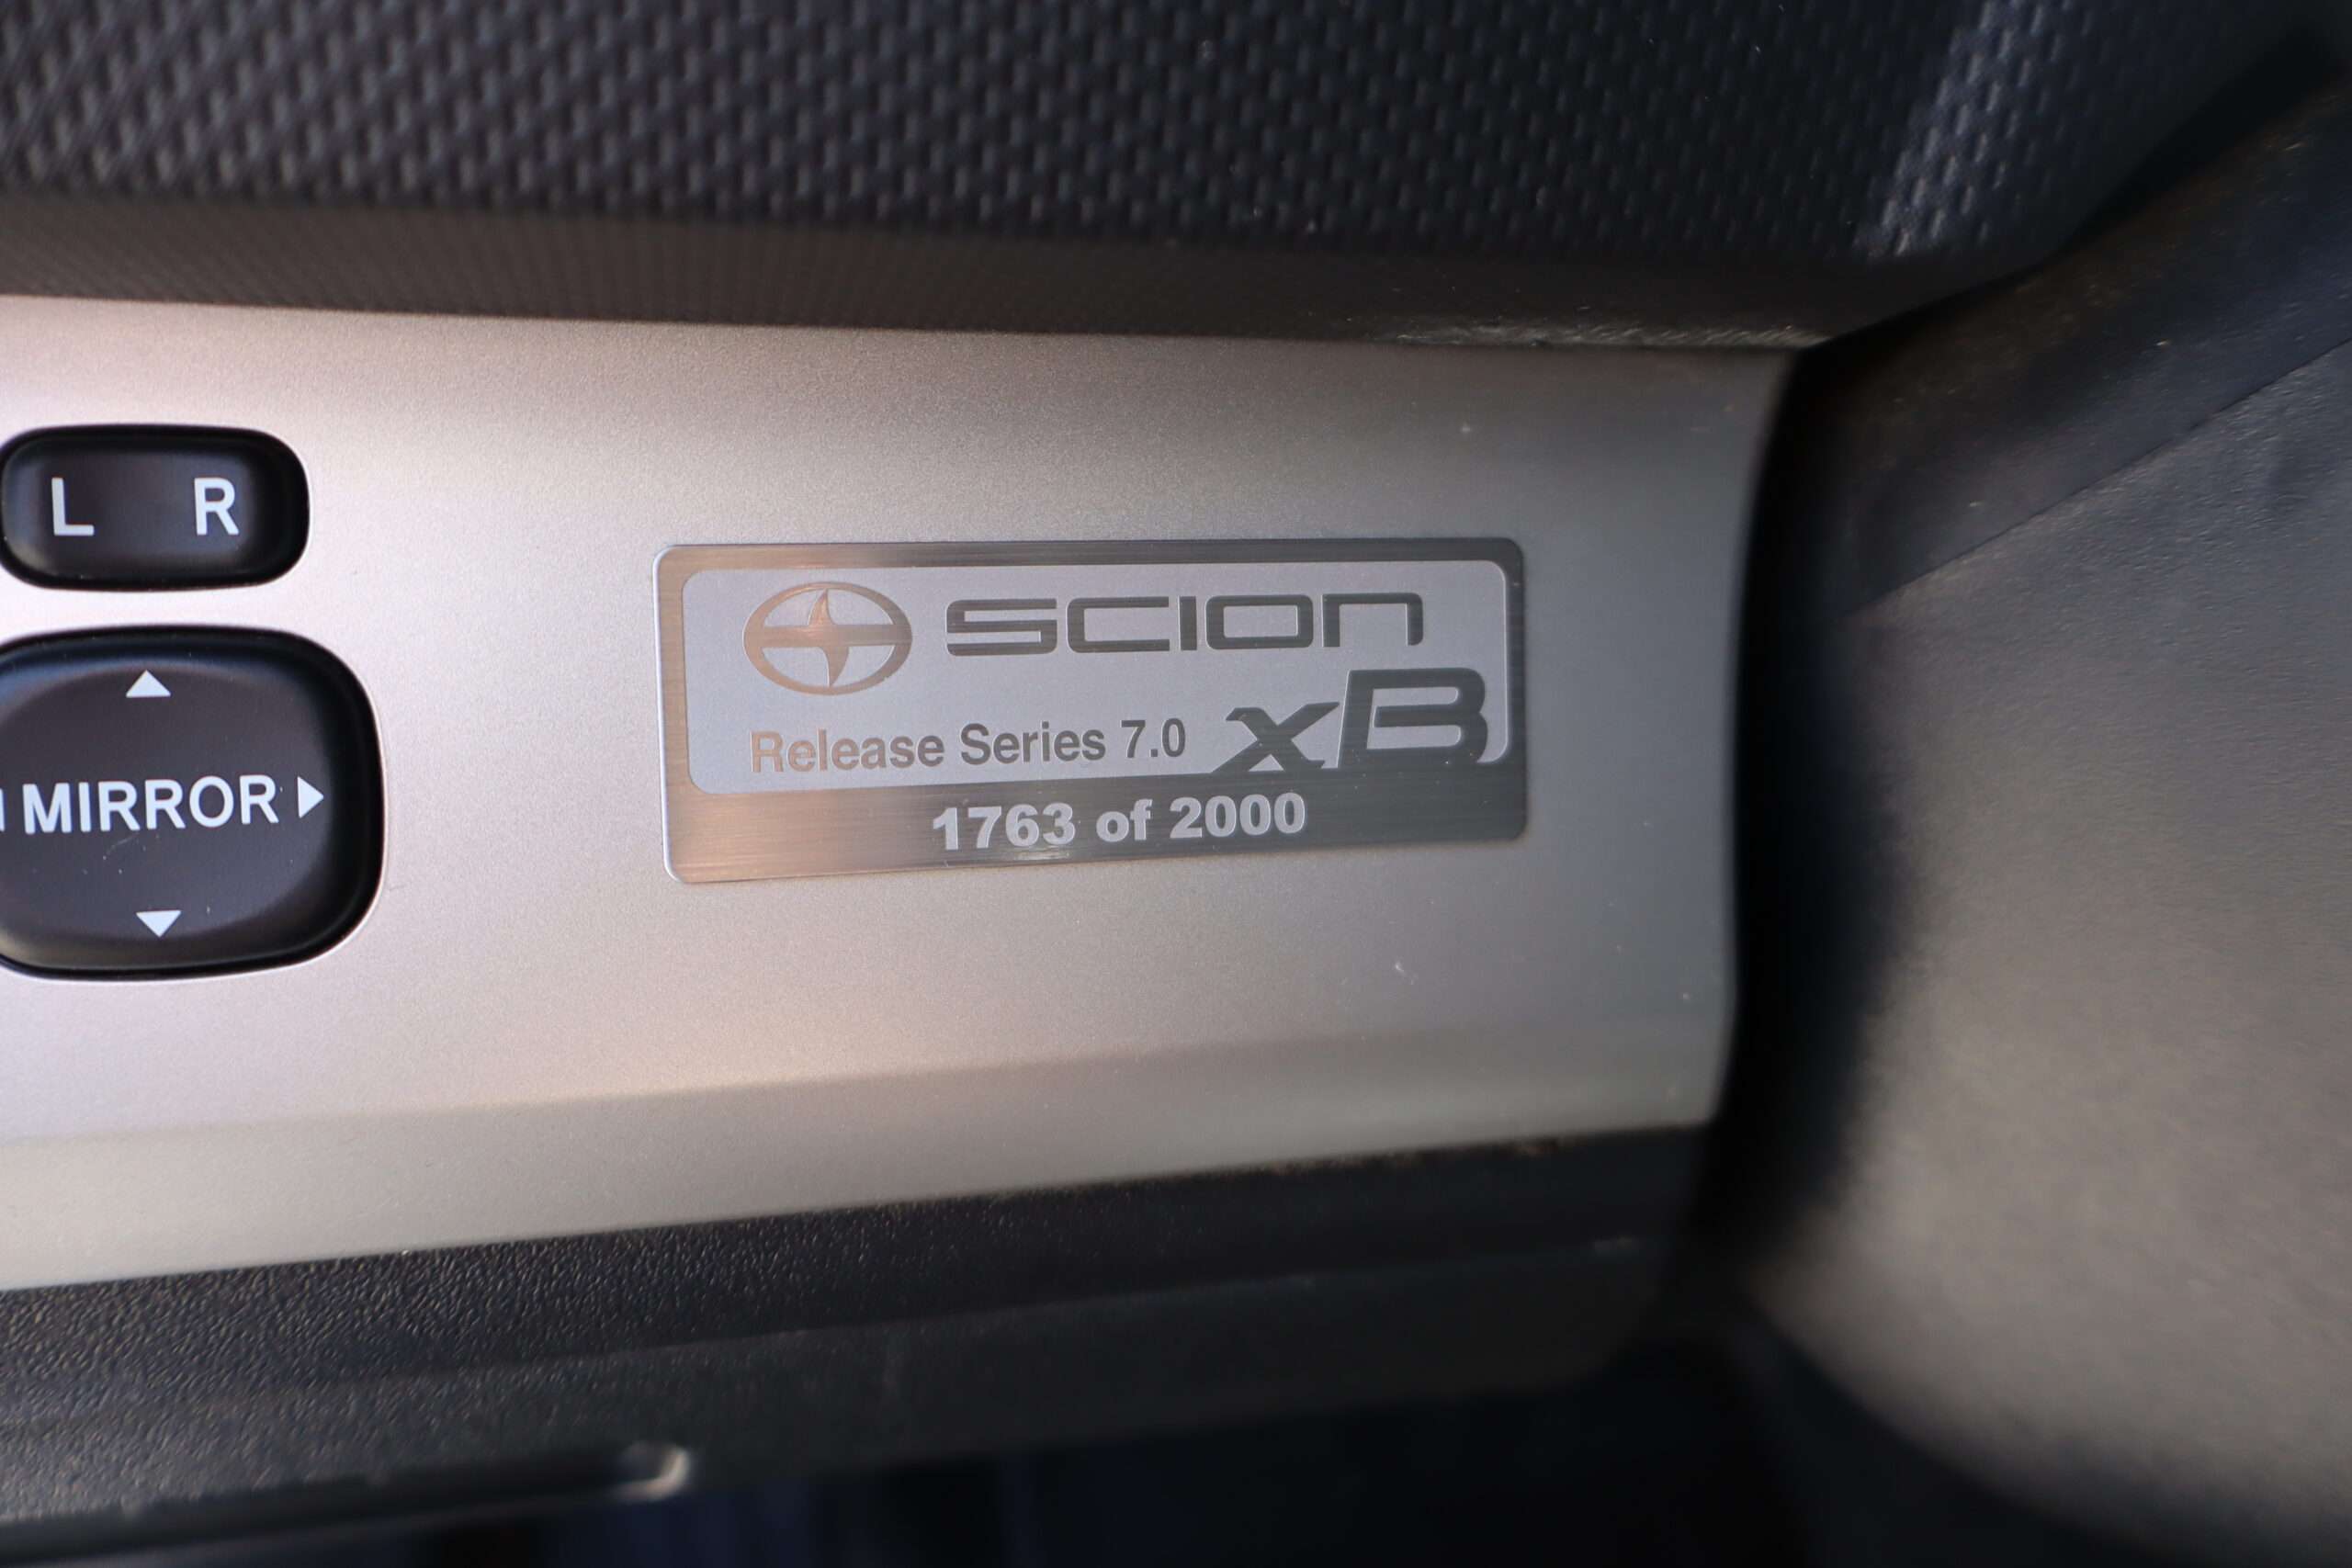 L R
MIRROR
SCION
Release Series 7.0 xB
1763 of 2000